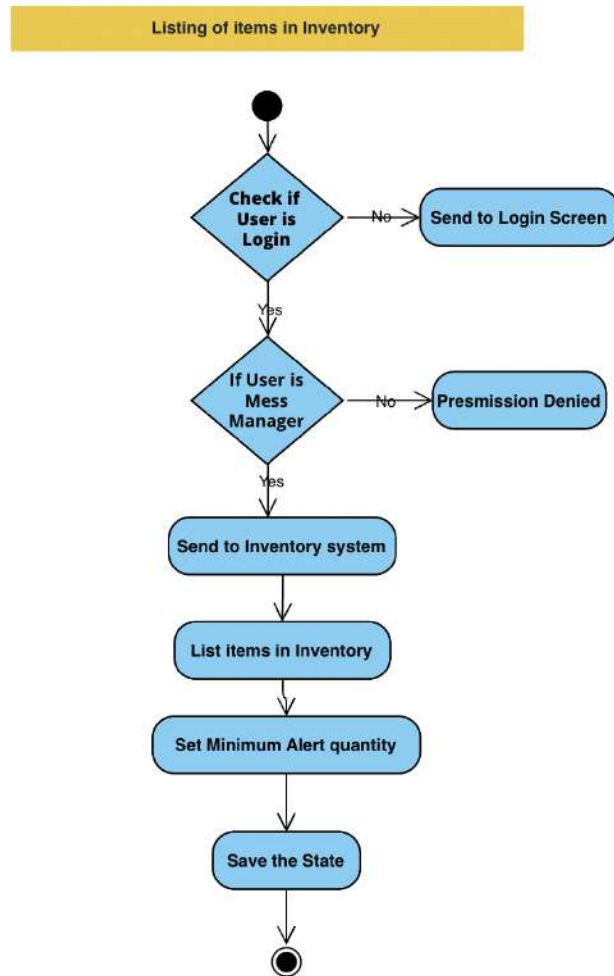 Listing of items in Inventory
Check if
User is
Login
No
Send to Login Screen
Yes
If User is
Mess
Manager
No
Presmission Denied
Yes
Send to Inventory system
List items in Inventory
Set Minimum Alert quantity
Save the State